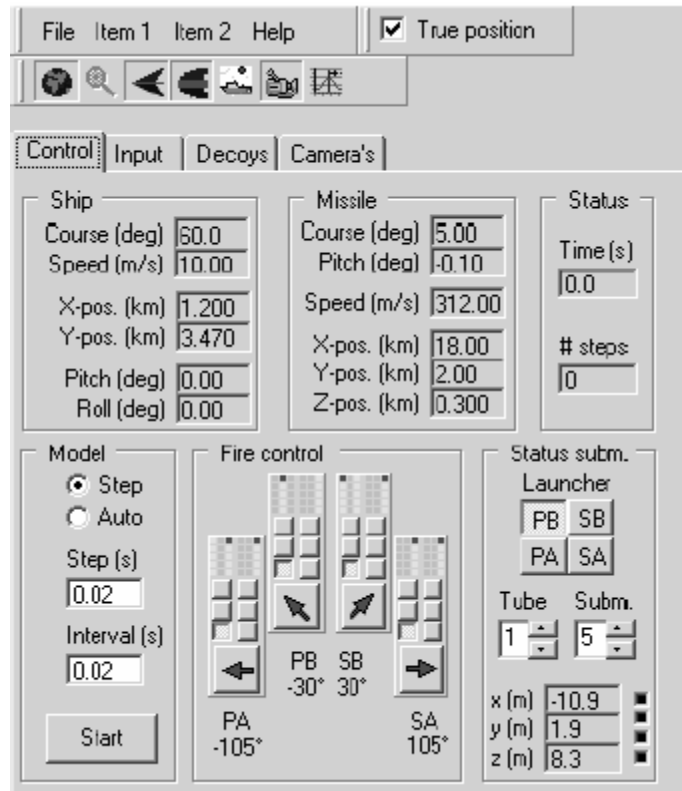 File Item 1 Item 2 Help
True position
Control Input Decoys Camera's
Ship
Course (deg) 60.0
Speed (m/s) 10.00
X-pos. (km) 1.200
Y-pos. (km) 3.470
Pitch (deg) 0.00
Roll (deg) 0.00
Missile
Course (deg) 5.00
Pitch (deg) -0.10
Speed (m/s) 312.00
X-pos. (km) 18.00
Y-pos. (km) 2.00
Z-pos. (km) 0.300
Status
Time (s)
0.0
# steps
0
Model
Step
Auto
Step (s)
0.02
Interval (s)
0.02
Start
Fire control
PB SB
-30° 30°
PA SA
-105° 105°
Status subm.
Launcher
PB SB
PA SA
Tube Subm.
1 5
x (m) -10.9
y (m) 1.9
z (m) 8.3